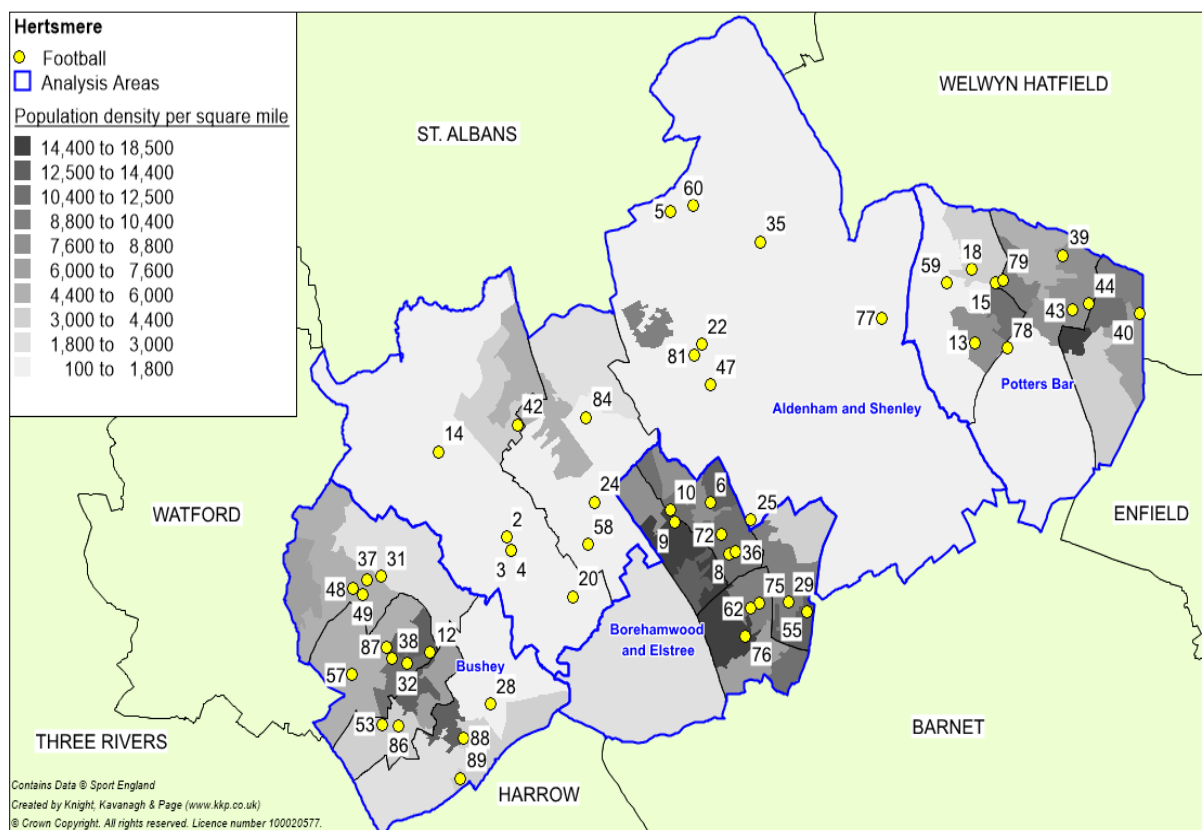 Hertsmere
Football
Analysis Areas
Population density per square mile
14,400 to 18,500
12,500 to 14,400
10,400 to 12,500
8,800 to 10,400
7,600 to 8,800
6,000 to 7,600
4,400 to 6,000
3,000 to 4,400
1,800 to 3,000
100 to 1,800
WELWYN HATFIELD
ST. ALBANS
60
5
35
39
18
79
59
44
15
43
77
40
22
78
13
81
47
Potters Bar
Aldenham and Shenley
84
42
14
24
10
6
25
WATFORD
ENFIELD
2
58
9
72
36
37
31
3
4
8
48
20
75
29
49
62
Borehamwood
and Elstree
55
38
12
87
76
Bushey
57
32
28
53
BARNET
THREE RIVERS
86
88
89
Contains Data © Sport England
Created by Knight, Kavanagh & Page (www.kkp.co.uk)
HARROW
© Crown Copyright. All rights reserved. Licence number 100020577.